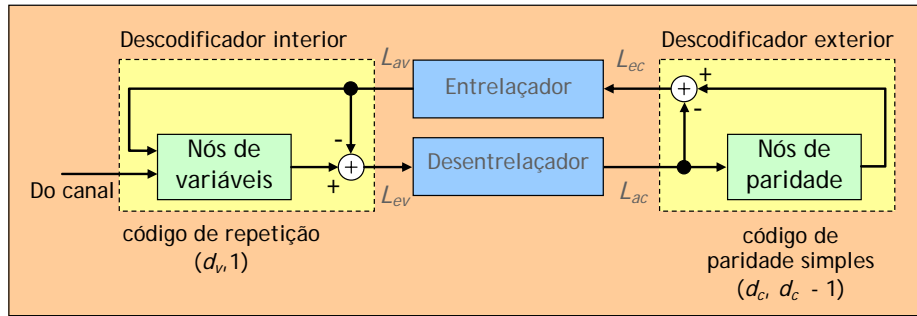 Descodificador interior
Descodificador exterior
L_av
L_ec
Entrelaçador
+
-
-
Nós de
variáveis
+
+
+
Desentrelaçador
Nós de
paridade
Do canal
L_ev
L_ac
código de repetição
(d_v,1)
código de
paridade simples
(d_c, d_c - 1)